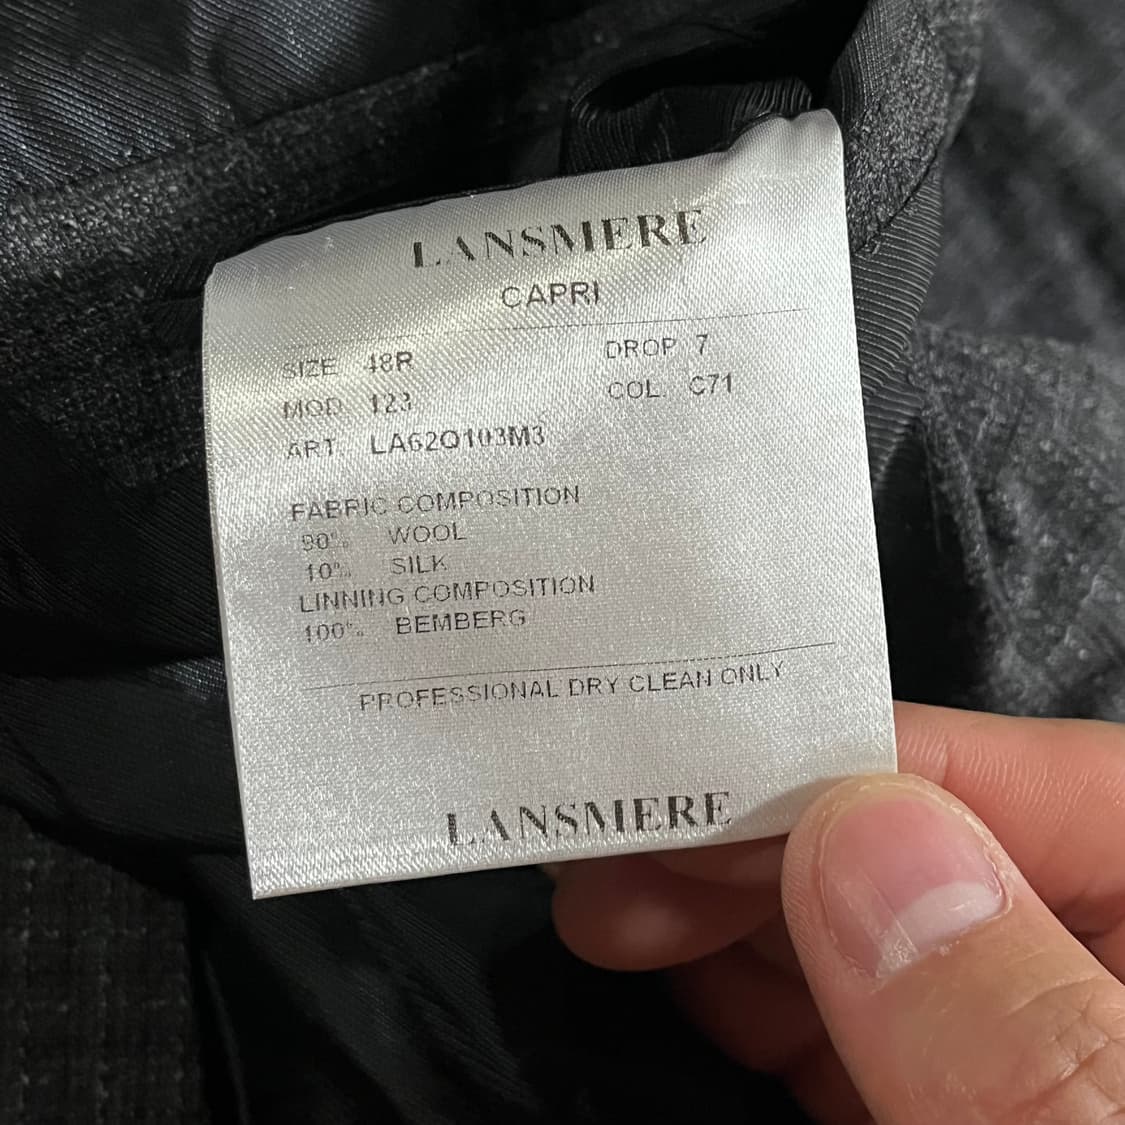 LANSMERE
CAPRI
SIZE 48R DROP 7
MOD. 123 COL. C71
ART. LA62Q103M3
FABRIC COMPOSITION
90% WOOL
10% SILK
LINNING COMPOSITION
100% BEMBERG
PROFESSIONAL DRY CLEAN ONLY
LANSMERE